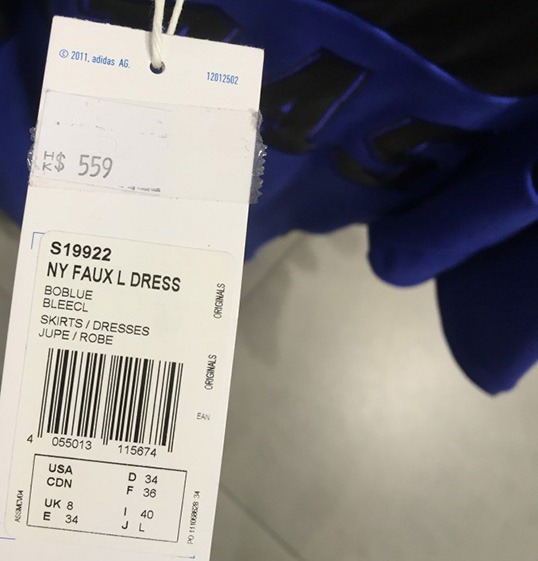 © 2011, adidas AG.
12012502
HK$ 559
S19922
NY FAUX L DRESS
BOBLUE
BLEECL
SKIRTS / DRESSES
JUPE / ROBE
ORIGINALS
ORIGINALS
EAN
4 055013 115674
USA
CDN
UK 8
E 34
D 34
F 36
I 40
J L